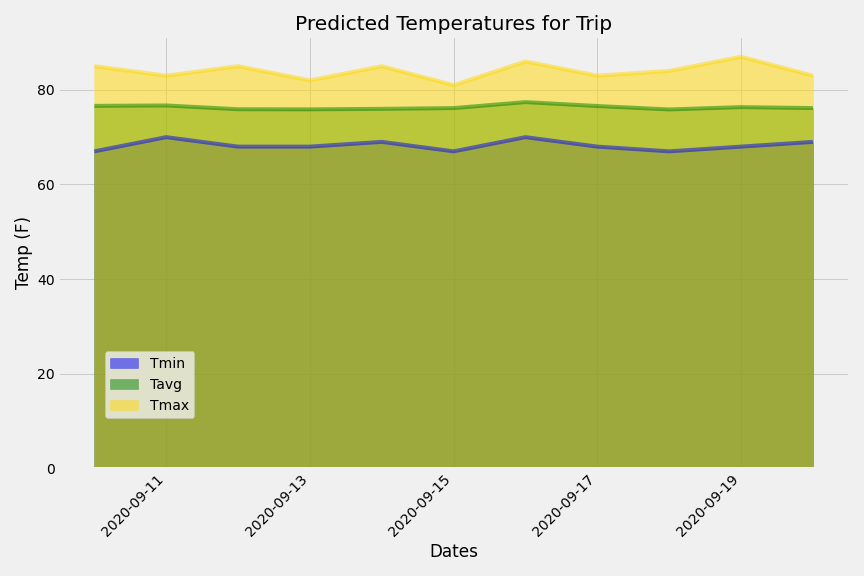 Predicted Temperatures for Trip
80
60
40
20
0
Temp (F)
Tmin
Tavg
Tmax
2020-09-11
2020-09-13
2020-09-15
2020-09-17
2020-09-19
Dates